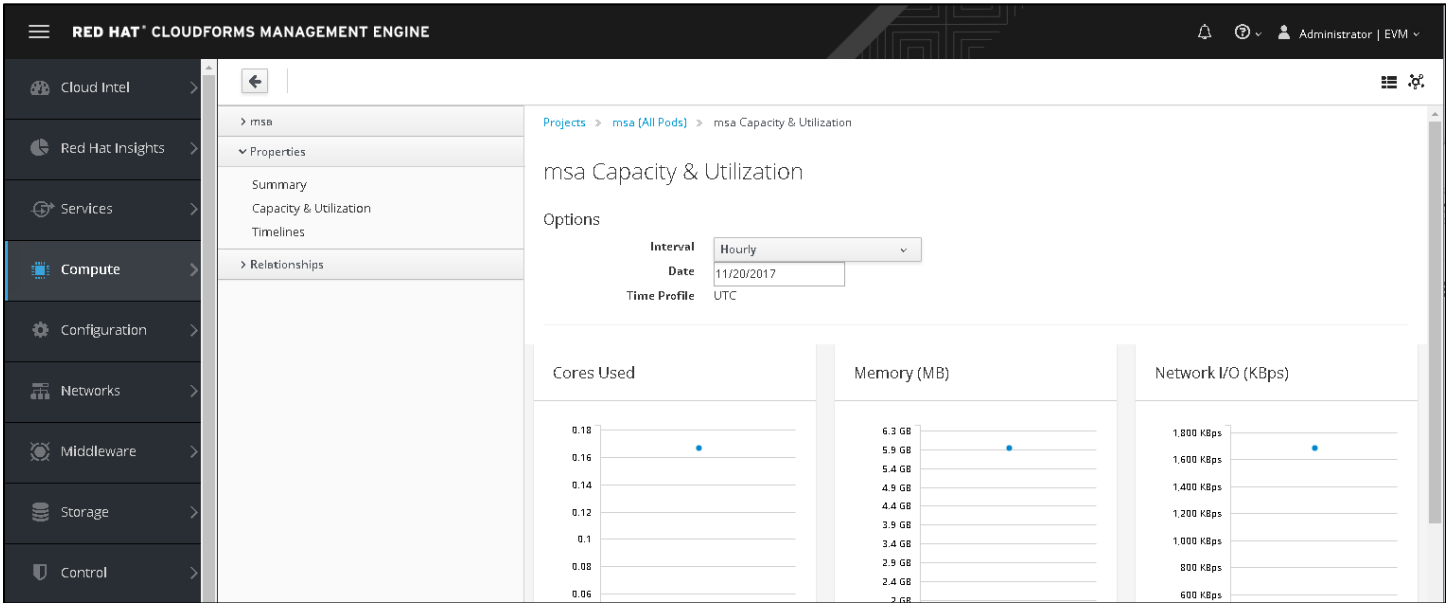 RED HAT® CLOUDFORMS MANAGEMENT ENGINE
Administrator | EVM
Cloud Intel
Red Hat Insights
Services
Compute
Configuration
Networks
Middleware
Storage
Control
msa
Properties
Summary
Capacity & Utilization
Timelines
Relationships
Projects » msa (All Pods) » msa Capacity & Utilization
msa Capacity & Utilization
Options
Interval Hourly
Date 11/20/2017
Time Profile UTC
Cores Used
0.18
0.16
0.14
0.12
0.1
0.08
0.06
Memory (MB)
6.3 GB
5.9 GB
5.4 GB
4.9 GB
4.4 GB
3.9 GB
3.4 GB
2.9 GB
2.4 GB
2 GB
Network I/O (KBps)
1,800 KBps
1,600 KBps
1,400 KBps
1,200 KBps
1,000 KBps
800 KBps
600 KBps